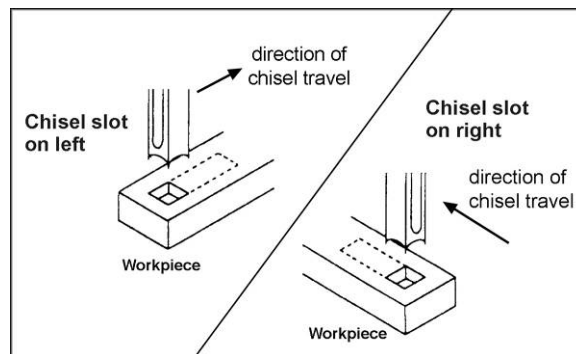 direction of
chisel travel
Chisel slot
on left
Workpiece
Chisel slot
on right
direction of
chisel travel
Workpiece